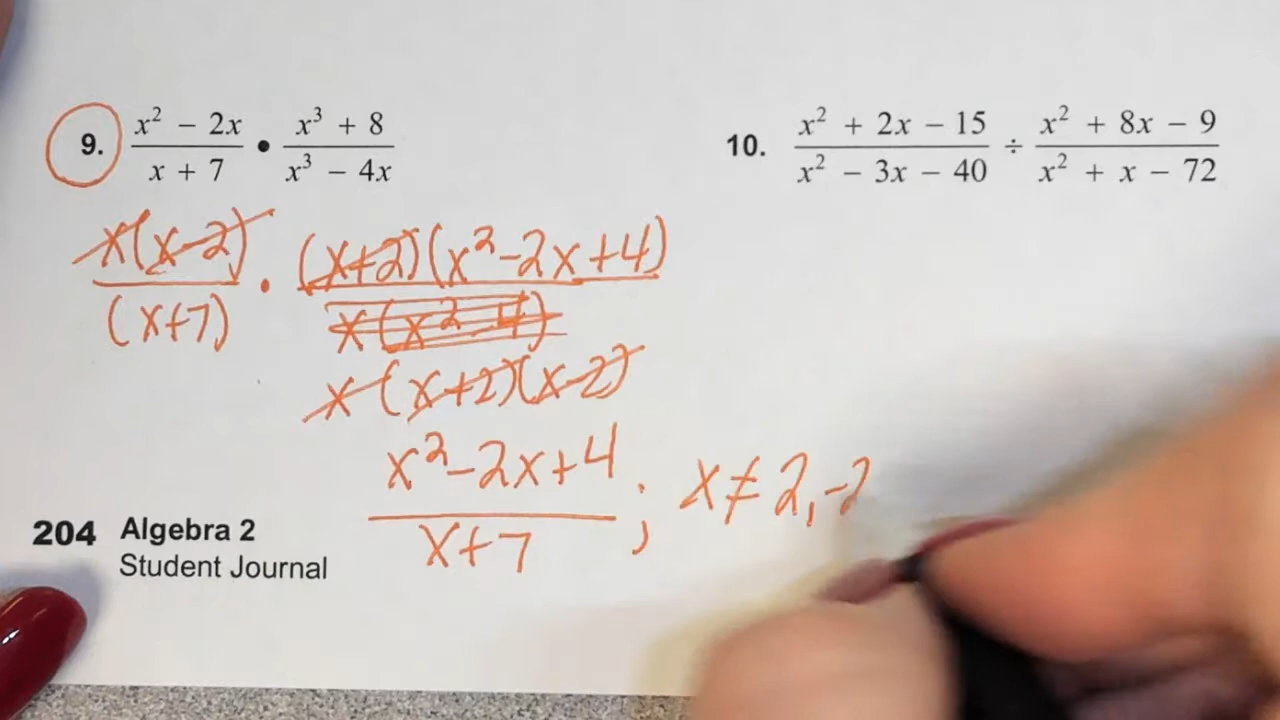 9. x² − 2x / x + 7 • x³ + 8 / x³ − 4x
10. x² + 2x − 15 / x² − 3x − 40 ÷ x² + 8x − 9 / x² + x − 72
x(x-2) / (x+7) · (x+2)(x²-2x+4) / x(x²-4)
x(x+2)(x-2)
x²-2x+4 / x+7 ; x≠2,-2
204 Algebra 2
Student Journal